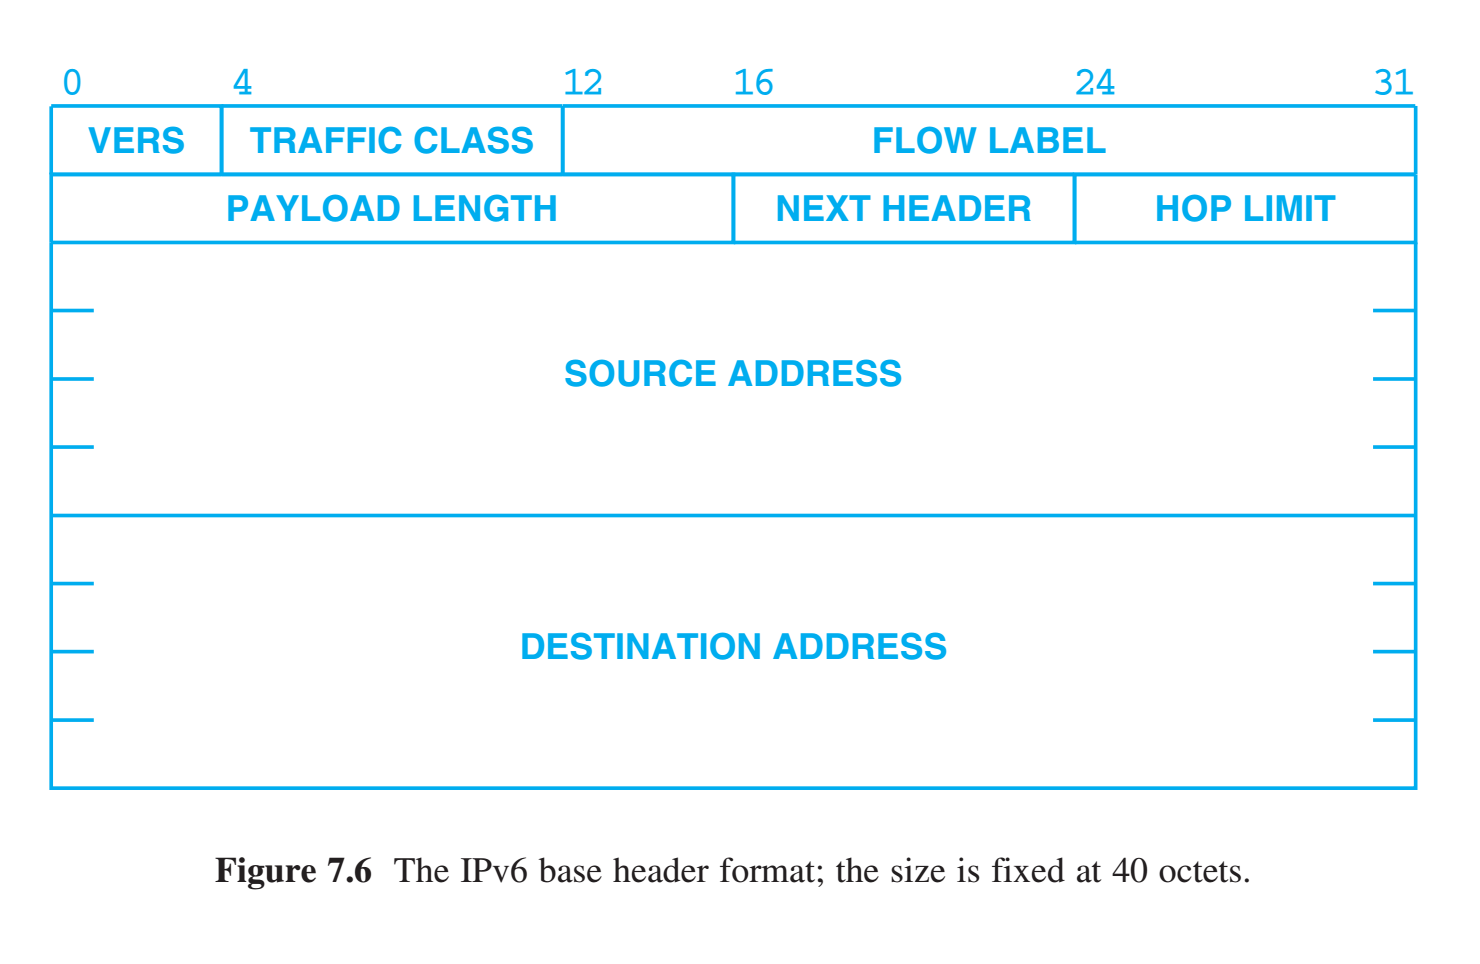 0 4 12 16 24 31
VERS TRAFFIC CLASS FLOW LABEL
PAYLOAD LENGTH NEXT HEADER HOP LIMIT
SOURCE ADDRESS
DESTINATION ADDRESS
Figure 7.6 The IPv6 base header format; the size is fixed at 40 octets.